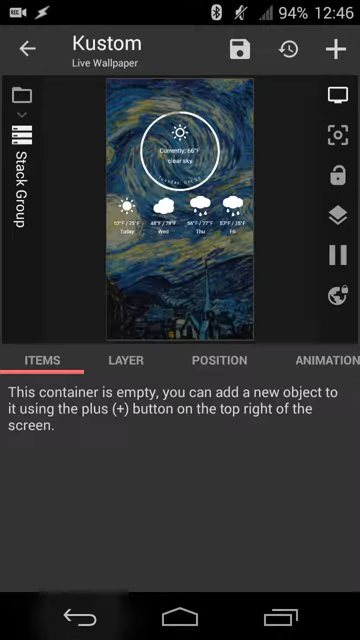 REC
94% 12:46
Kustom
Live Wallpaper
Stack Group
Currently: 66°F
clear sky
Today
Wed
Thu
Fri
ITEMS LAYER POSITION ANIMATION
This container is empty, you can add a new object to
it using the plus (+) button on the top right of the
screen.